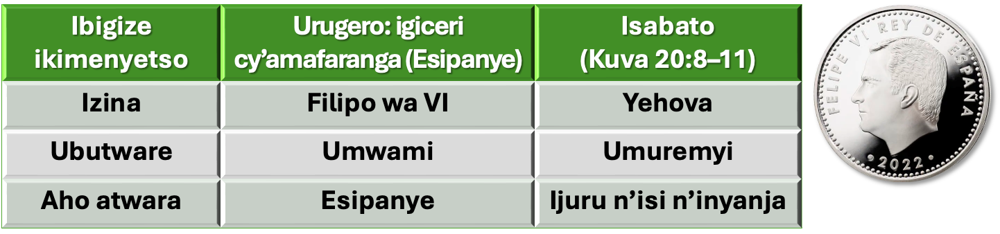 Ibigize ikimenyetso
Urugero: igiceri cy’amafaranga (Esipanye)
Isabato (Kuva 20:8–11)
Izina
Filipo wa VI
Yehova
Ubutware
Umwami
Umuremyi
Aho atwara
Esipanye
Ijuru n’isi n’inyanja
FELIPE VI REY DE ESPAÑA
2022